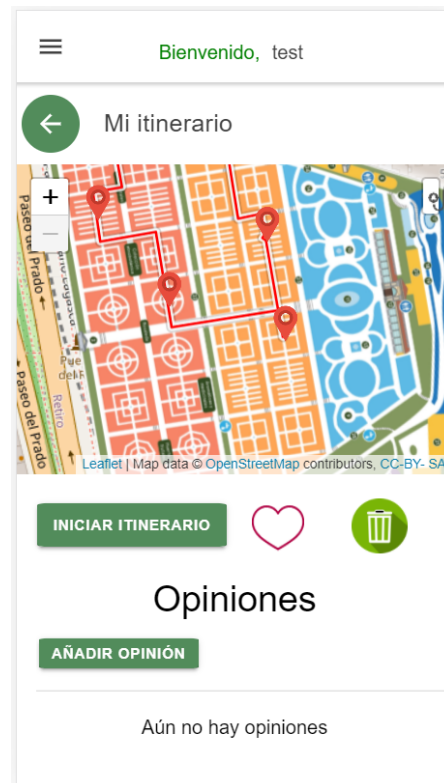 Bienvenido, test
Mi itinerario
+
−
Paseo del Prado
Paseo del Prado
Retiro
Leaflet | Map data © OpenStreetMap contributors, CC-BY- SA
INICIAR ITINERARIO
Opiniones
AÑADIR OPINIÓN
Aún no hay opiniones